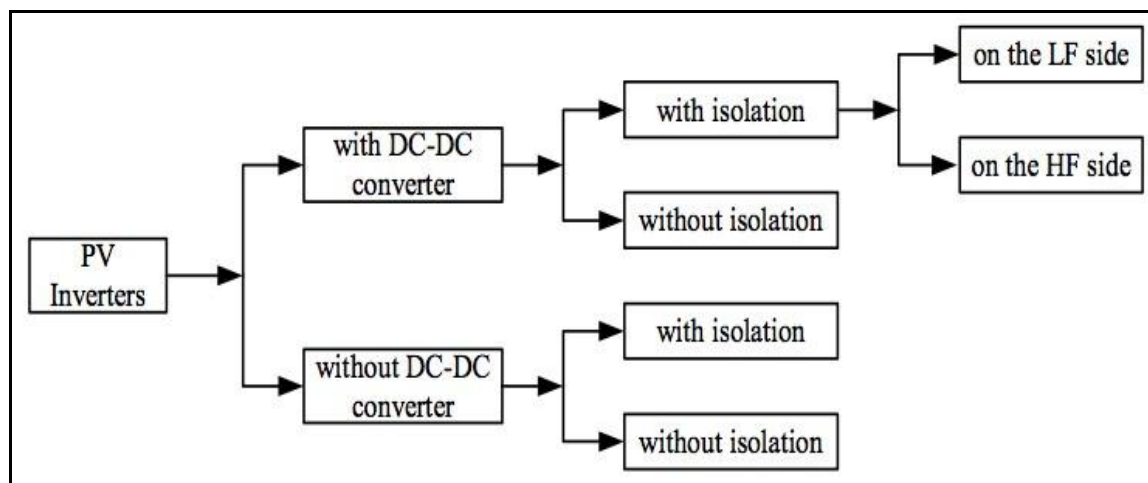 PV
Inverters
with DC-DC
converter
with isolation
on the LF side
on the HF side
without isolation
without DC-DC
converter
with isolation
without isolation